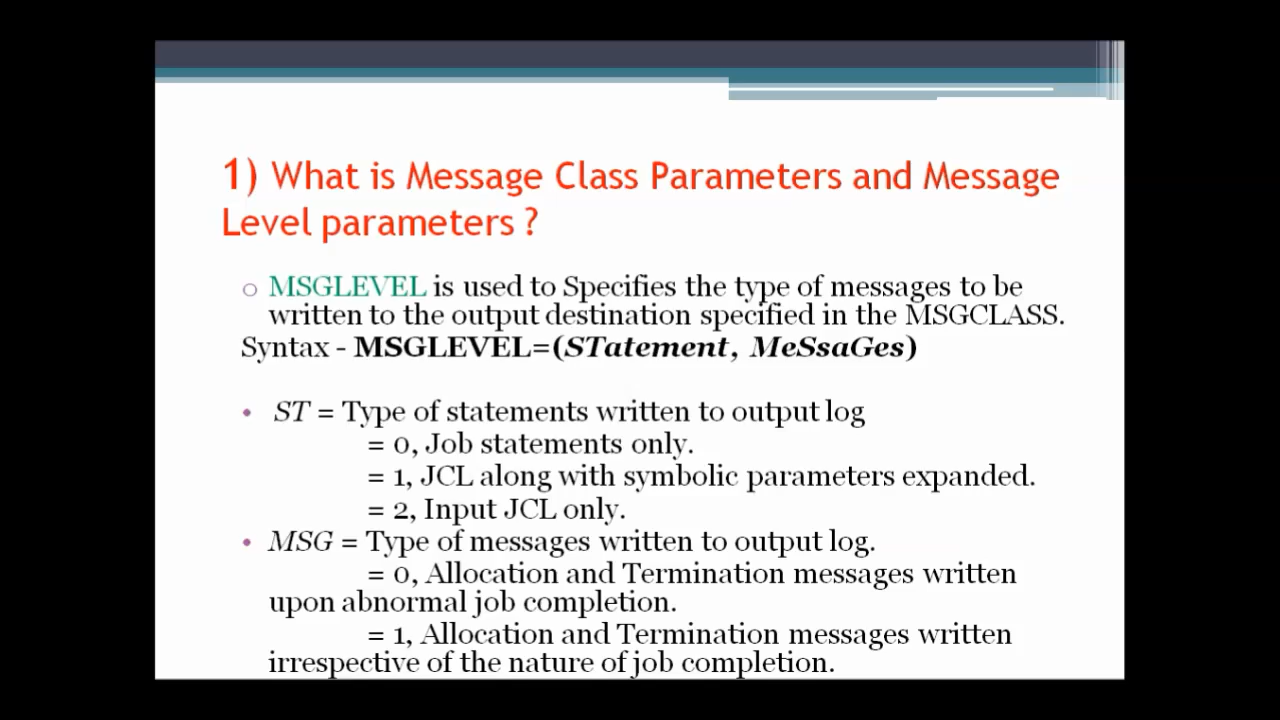 1) What is Message Class Parameters and Message
Level parameters ?
MSGLEVEL is used to Specifies the type of messages to be
written to the output destination specified in the MSGCLASS.
Syntax - MSGLEVEL=(STatement, MeSsaGes)
ST = Type of statements written to output log
= 0, Job statements only.
= 1, JCL along with symbolic parameters expanded.
= 2, Input JCL only.
MSG = Type of messages written to output log.
= 0, Allocation and Termination messages written
upon abnormal job completion.
= 1, Allocation and Termination messages written
irrespective of the nature of job completion.